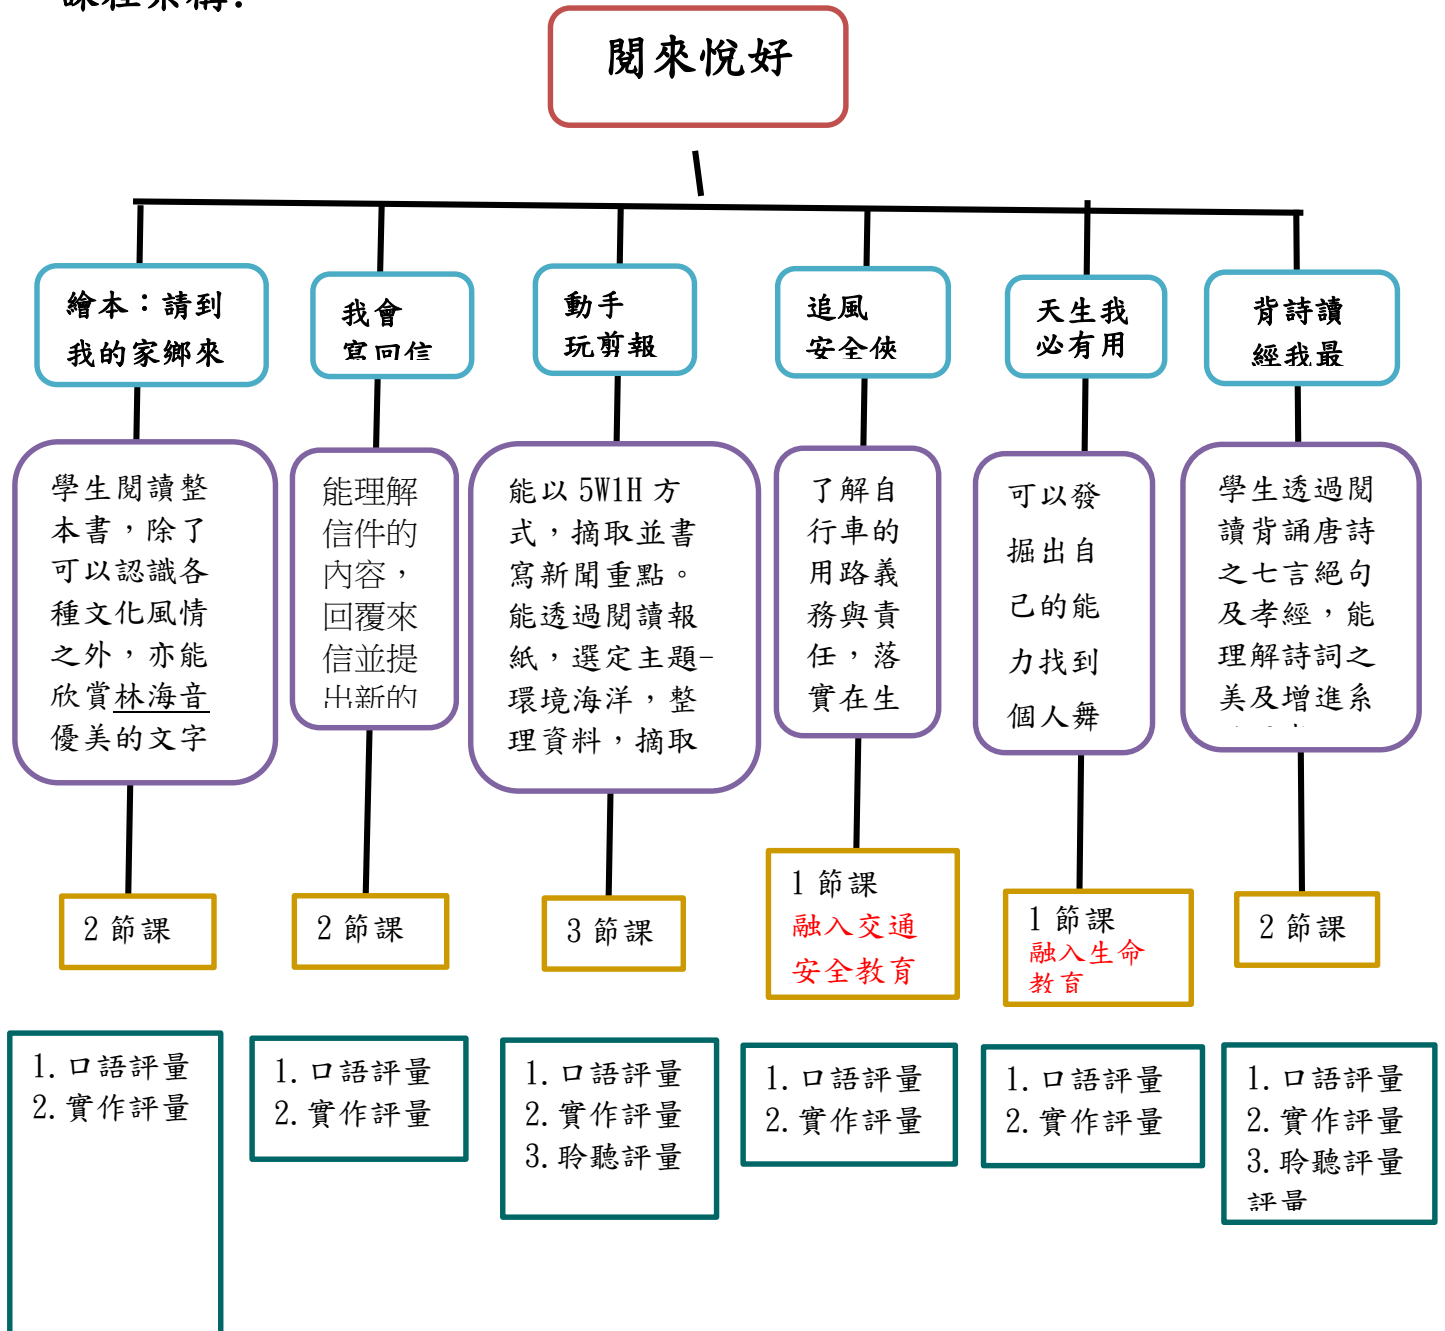 課程架構:
閱來悅好
繪本：請到
我的家鄉來
我會
寫回信
動手
玩剪報
追風
安全俠
天生我
必有用
背詩讀
經我最
學生閱讀整
本書，除了
可以認識各
種文化風情
之外，亦能
欣賞林海音
優美的文字
能理解
信件的
內容，
回覆來
信並提
出新的
能以 5W1H 方
式，摘取並書
寫新聞重點。
能透過閱讀報
紙，選定主題-
環境海洋，整
理資料，摘取
了解自
行車的
用路義
務與責
任，落
實在生
可以發
掘出自
己的能
力找到
個人舞
學生透過閱
讀背誦唐詩
之七言絕句
及孝經，能
理解詩詞之
美及增進系
2 節課
2 節課
3 節課
1 節課
融入交通
安全教育
1 節課
融入生命
教育
2 節課
1. 口語評量
2. 實作評量
1. 口語評量
2. 實作評量
1. 口語評量
2. 實作評量
3. 聆聽評量
1. 口語評量
2. 實作評量
1. 口語評量
2. 實作評量
1. 口語評量
2. 實作評量
3. 聆聽評量
評量